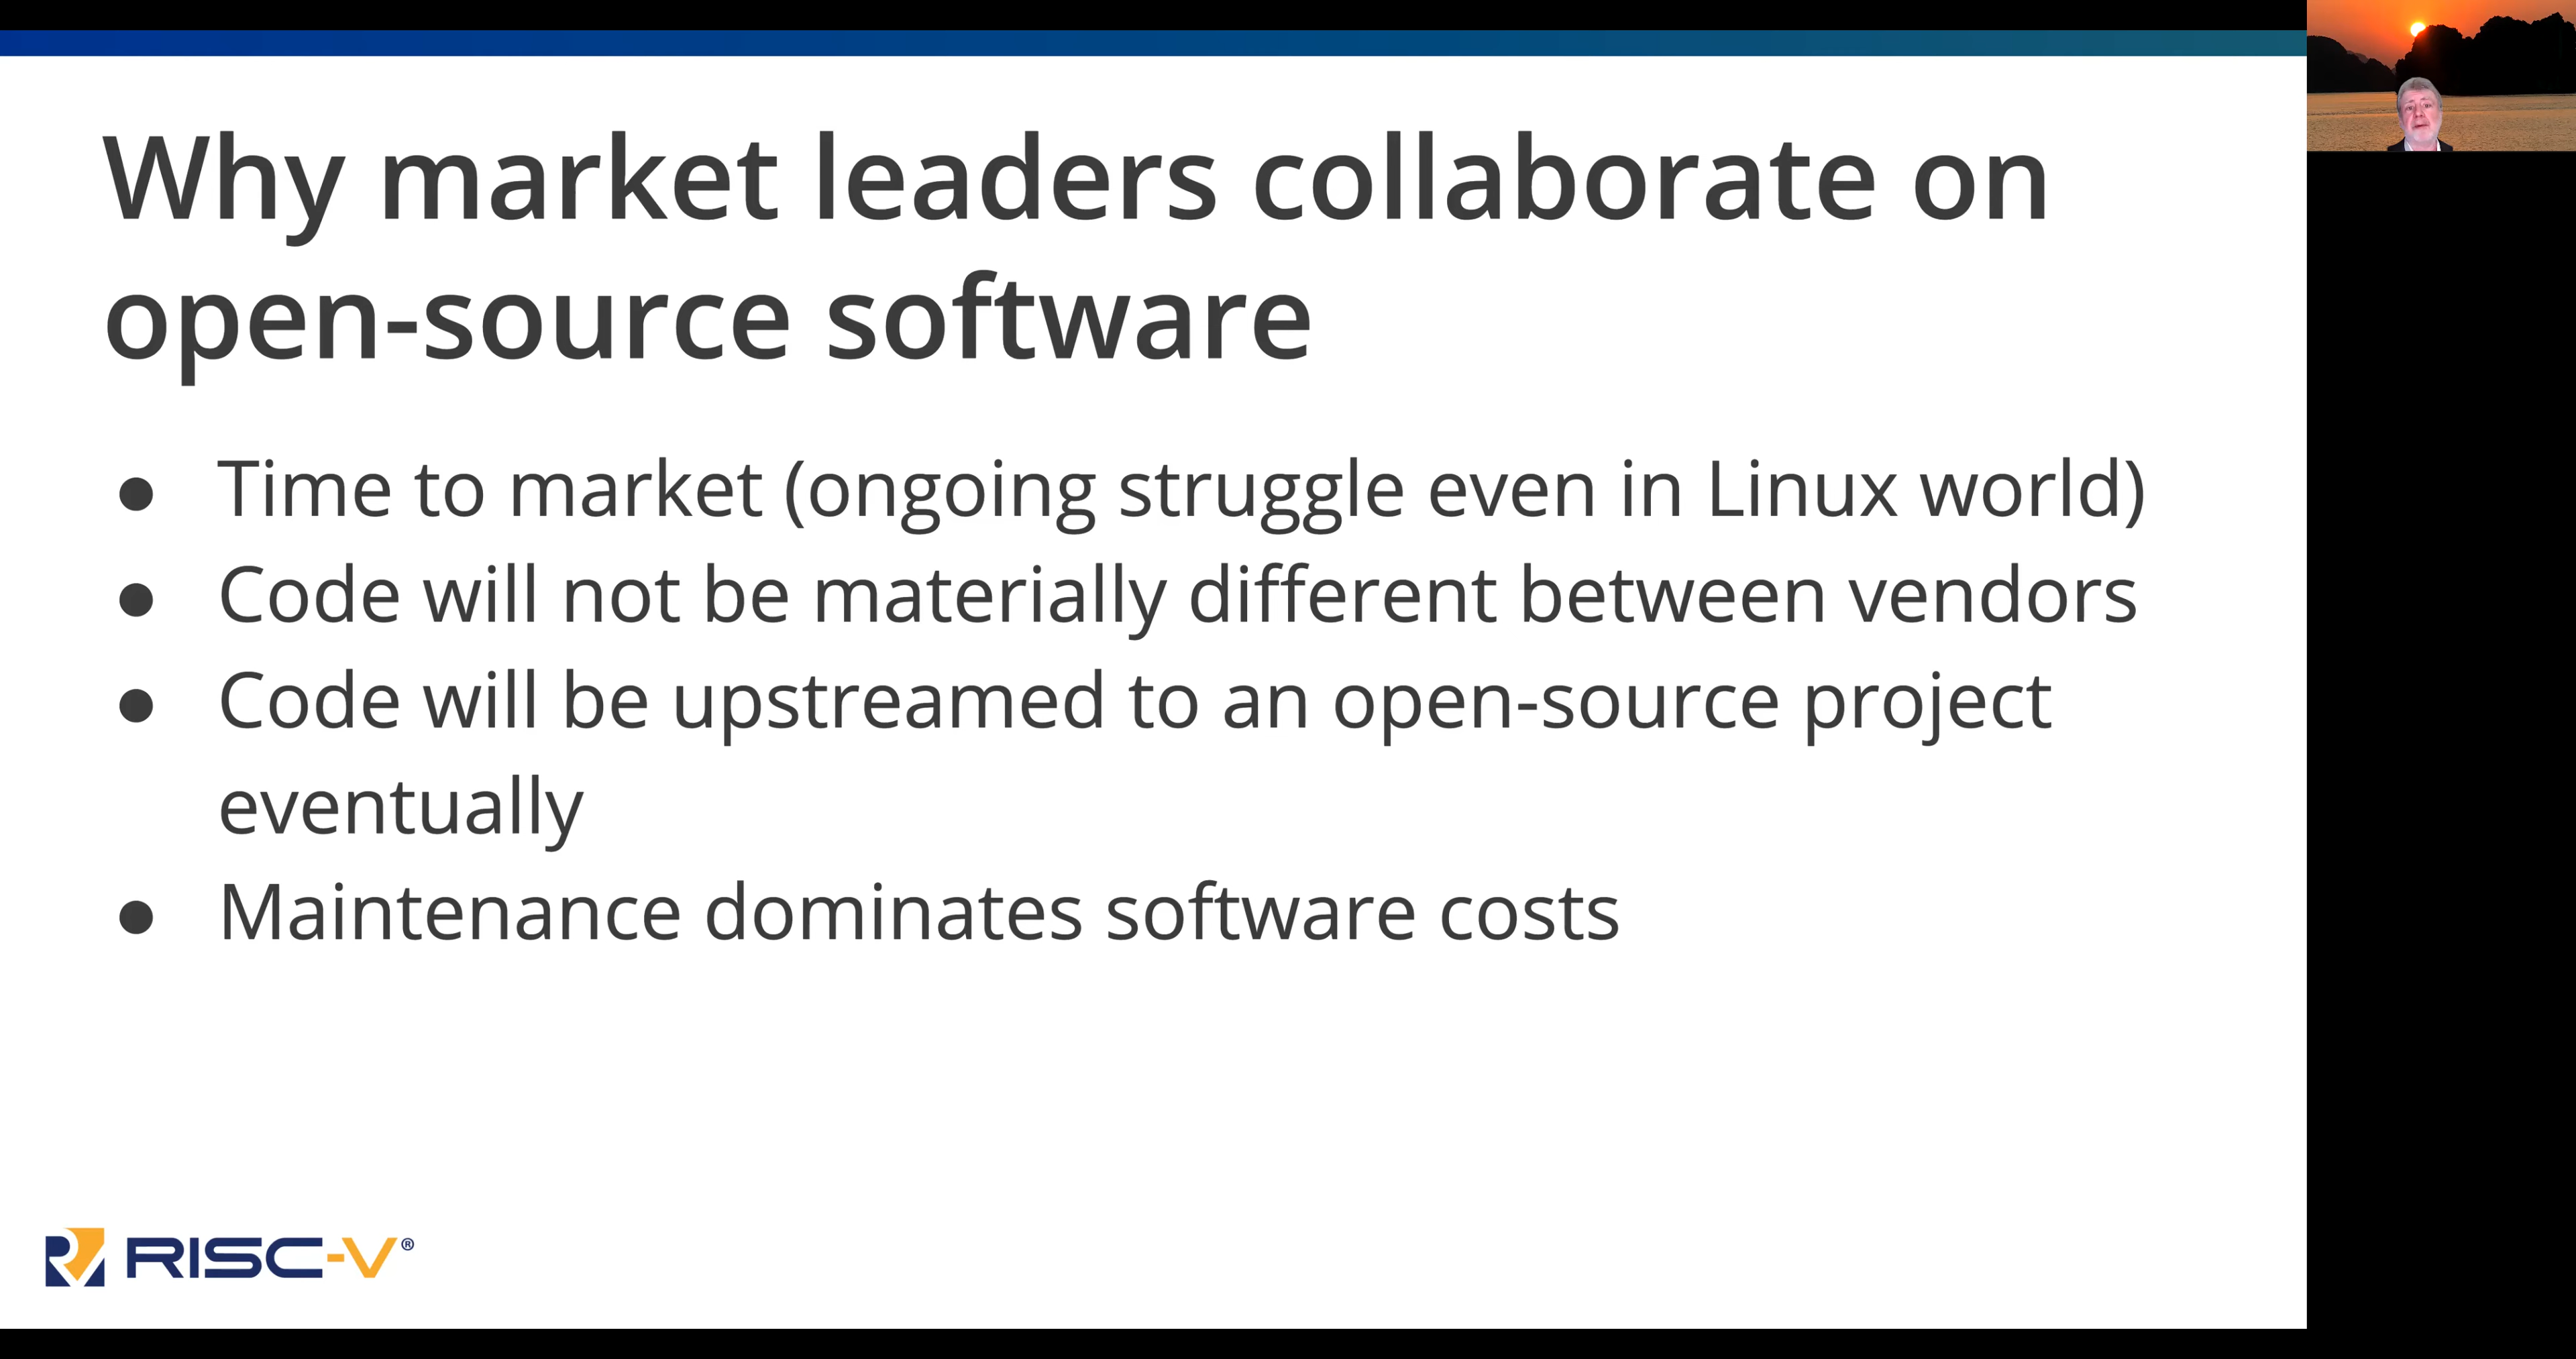 Why market leaders collaborate on
open-source software
● Time to market (ongoing struggle even in Linux world)
● Code will not be materially different between vendors
● Code will be upstreamed to an open-source project
eventually
● Maintenance dominates software costs
RISC-V®